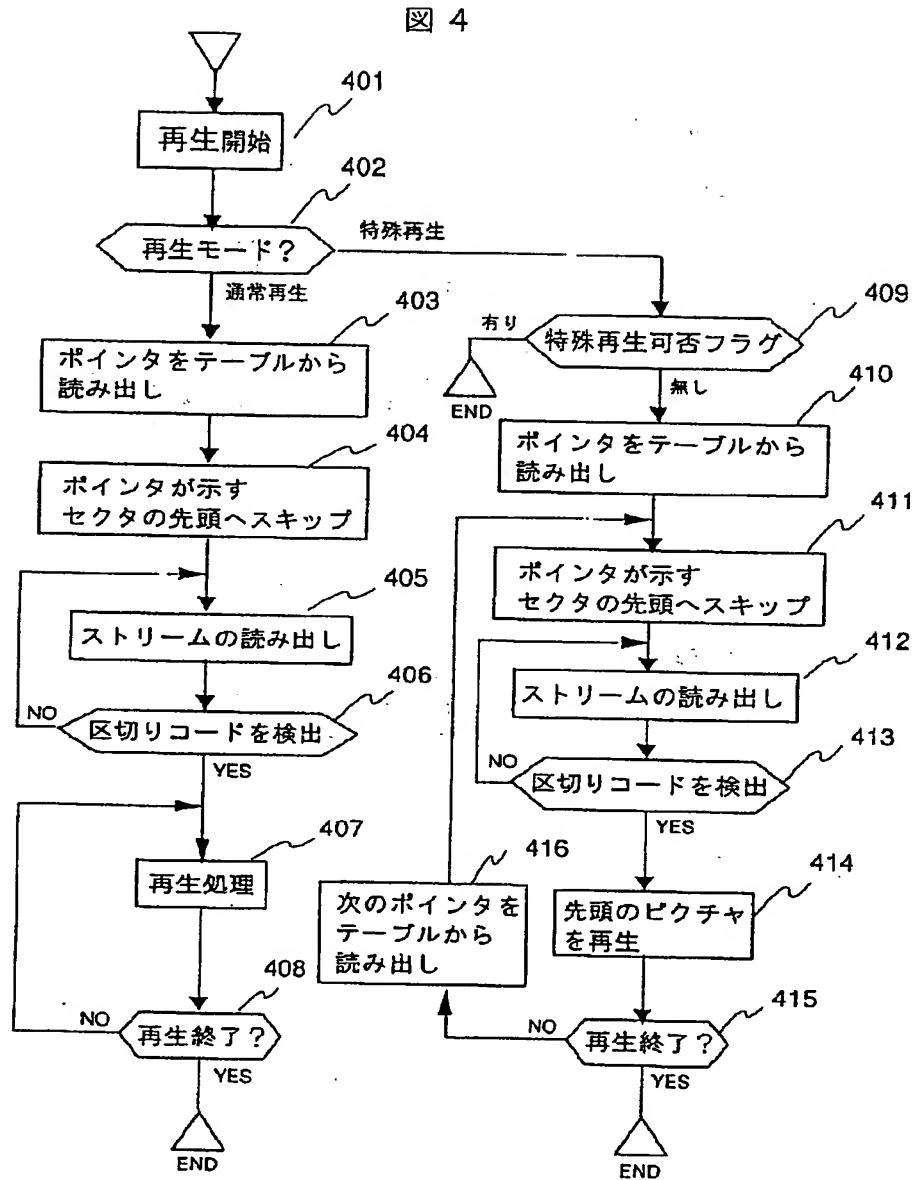 図 4
401
再生開始
402
再生モード?
特殊再生
通常再生
403
ポインタをテーブルから
読み出し
404
ポインタが示す
セクタの先頭へスキップ
405
ストリームの読み出し
406
区切りコードを検出
NO
YES
407
再生処理
408
再生終了?
NO
YES
END
409
特殊再生可否フラグ
有り
END
無し
410
ポインタをテーブルから
読み出し
411
ポインタが示す
セクタの先頭へスキップ
412
ストリームの読み出し
413
区切りコードを検出
NO
YES
414
先頭のピクチャ
を再生
415
再生終了?
NO
YES
END
416
次のポインタを
テーブルから
読み出し